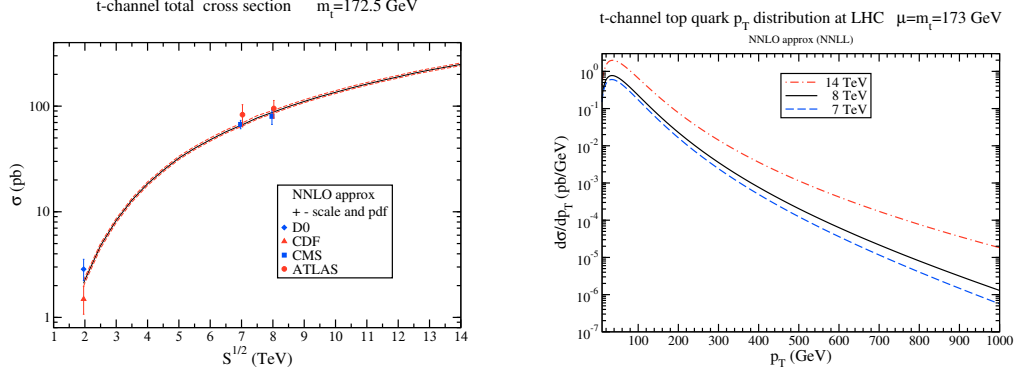 t-channel total cross section m_t=172.5 GeV
100
10
1
σ (pb)
NNLO approx
+ - scale and pdf
D0
CDF
CMS
ATLAS
1 2 3 4 5 6 7 8 9 10 11 12 13 14
S^1/2 (TeV)
t-channel top quark p_T distribution at LHC μ=m_t=173 GeV
NNLO approx (NNLL)
10^0
10^-1
10^-2
10^-3
10^-4
10^-5
10^-6
10^-7
dσ/dp_T (pb/GeV)
14 TeV
8 TeV
7 TeV
100 200 300 400 500 600 700 800 900 1000
p_T (GeV)